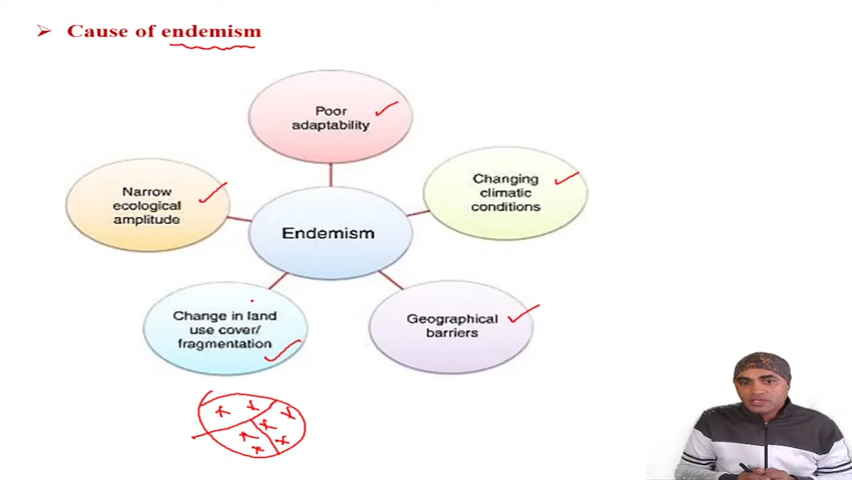 Cause of endemism
Poor
adaptability
Changing
climatic
conditions
Narrow
ecological
amplitude
Endemism
Change in land
use cover/
fragmentation
Geographical
barriers